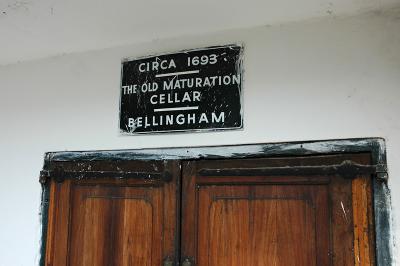 CIRCA 1693
THE OLD MATURATION
CELLAR
BELLINGHAM